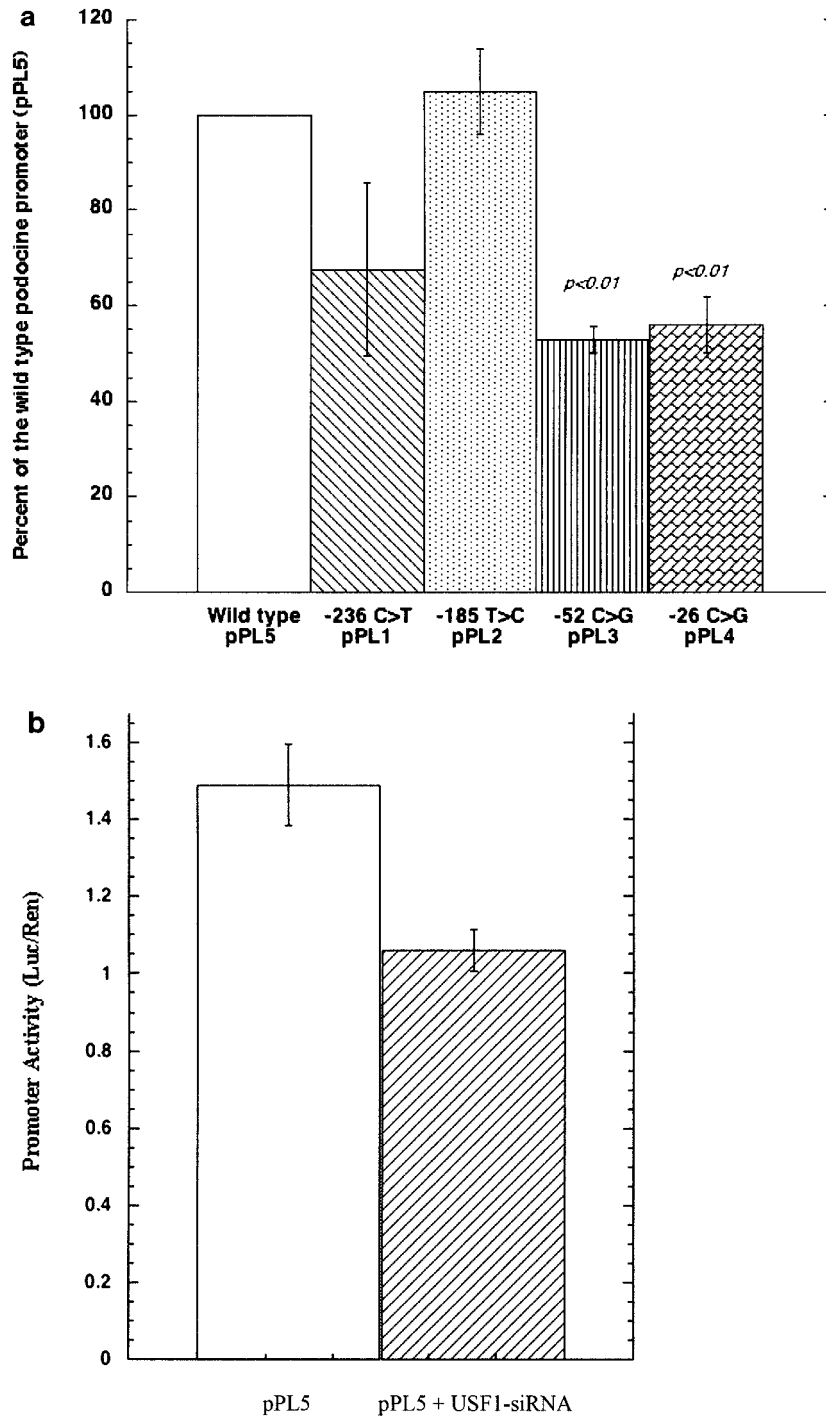 a
Percent of the wild type podocine promoter (pPL5)
120
100
80
60
40
20
0
p<0.01
p<0.01
Wild type -236 C>T -185 T>C -52 C>G -26 C>G
pPL5 pPL1 pPL2 pPL3 pPL4
b
Promoter Activity (Luc/Ren)
1.6
1.4
1.2
1
0.8
0.6
0.4
0.2
0
pPL5 pPL5 + USF1-siRNA